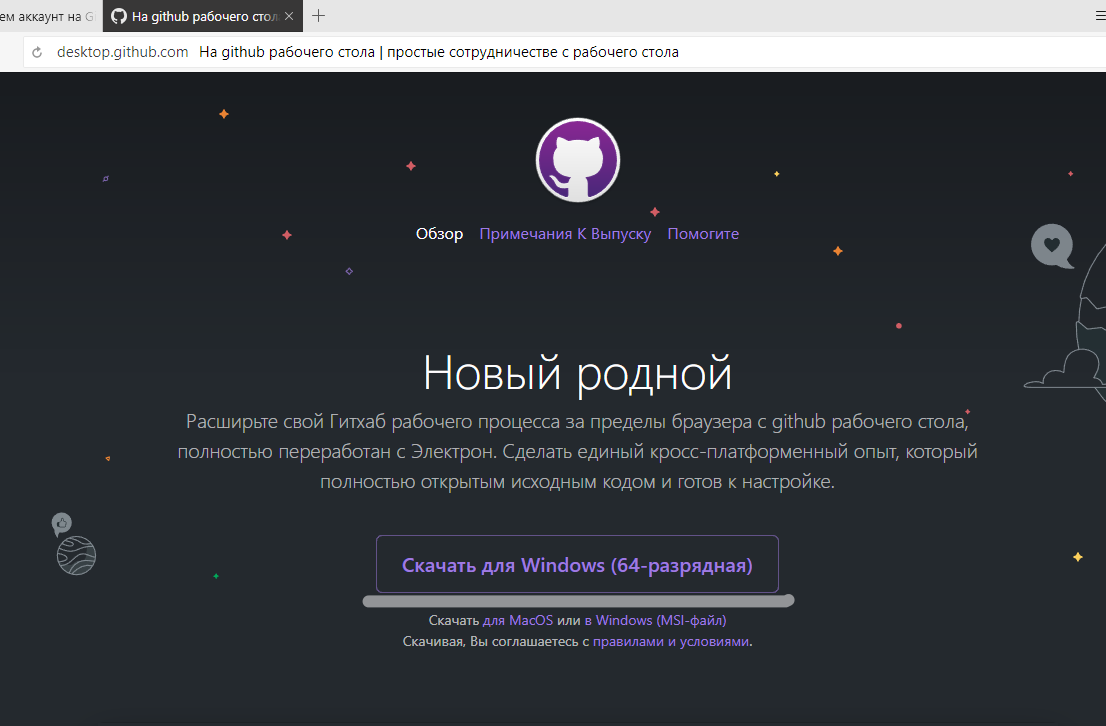 ем аккаунт на G
На github рабочего стол
desktop.github.com На github рабочего стола | простые сотрудничестве с рабочего стола
Обзор Примечания К Выпуску Помогите
Новый родной
Расширьте свой Гитхаб рабочего процесса за пределы браузера с github рабочего стола,
полностью переработан с Электрон. Сделать единый кросс-платформенный опыт, который
полностью открытым исходным кодом и готов к настройке.
Скачать для Windows (64-разрядная)
Скачать для MacOS или в Windows (MSI-файл)
Скачивая, Вы соглашаетесь с правилами и условиями.